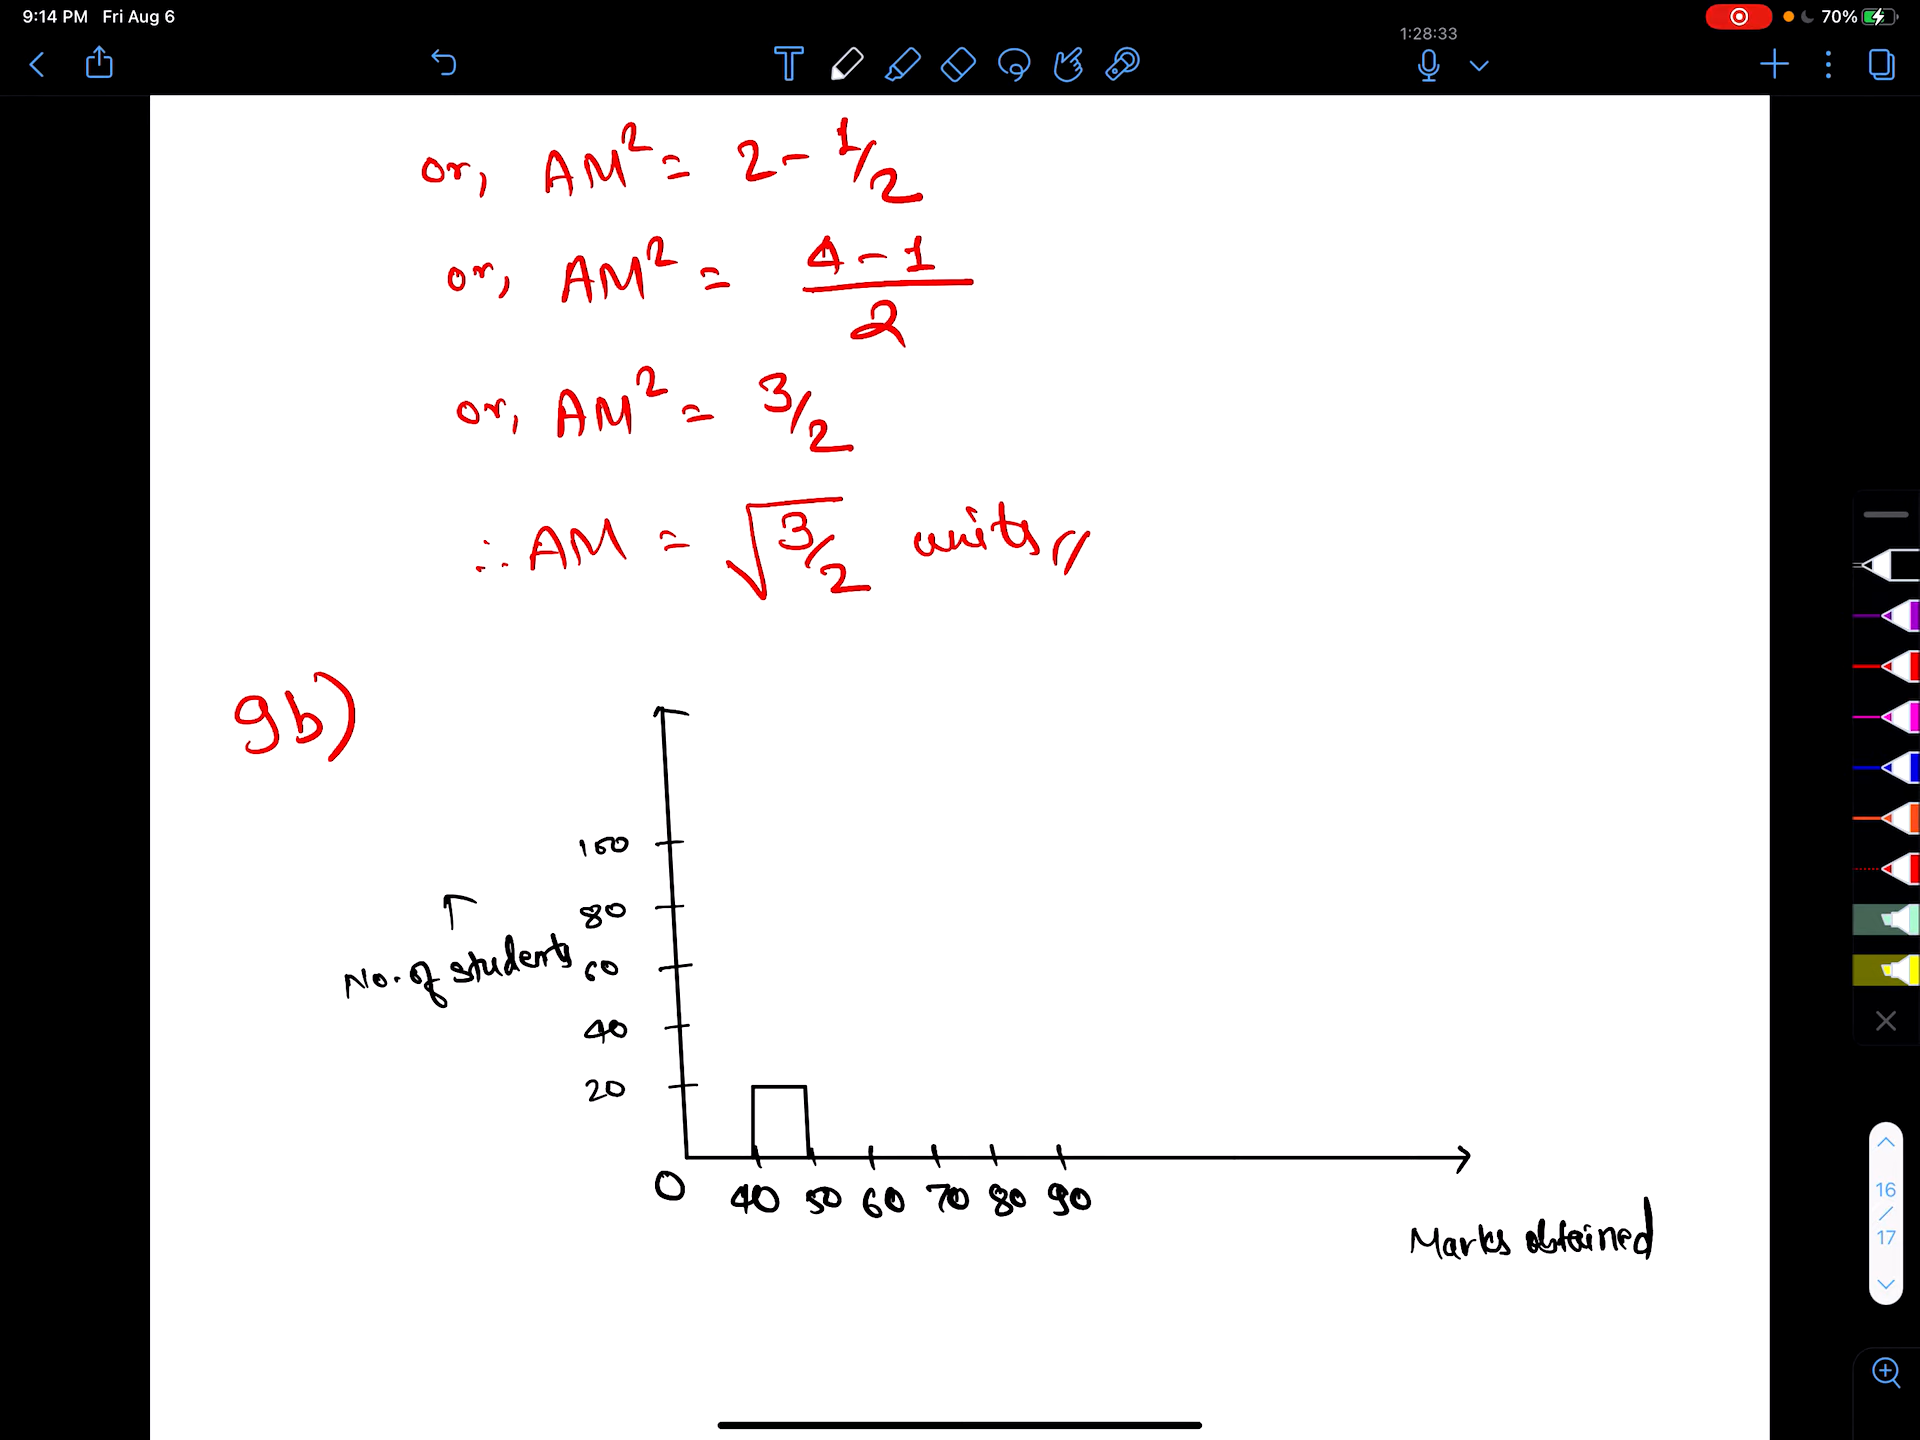 9:14 PM Fri Aug 6
70%
1:28:33
T
or, AM² = 2 - 1/2
or, AM² = 4 - 1
2
or, AM² = 3/2
∴ AM = √3/2 units //
9b)
100
80
No. of students
60
40
20
0 40 50 60 70 80 90
Marks obtained
16
/
17